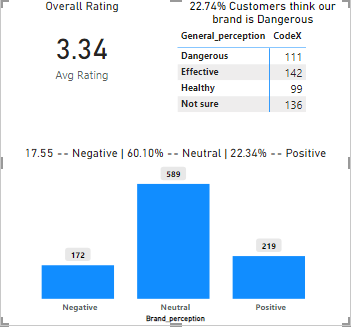 Overall Rating
3.34
Avg Rating
22.74% Customers think our
brand is Dangerous
General_perception CodeX
Dangerous 111
Effective 142
Healthy 99
Not sure 136
17.55 -- Negative | 60.10% -- Neutral | 22.34% -- Positive
589
219
172
Negative Neutral Positive
Brand_perception